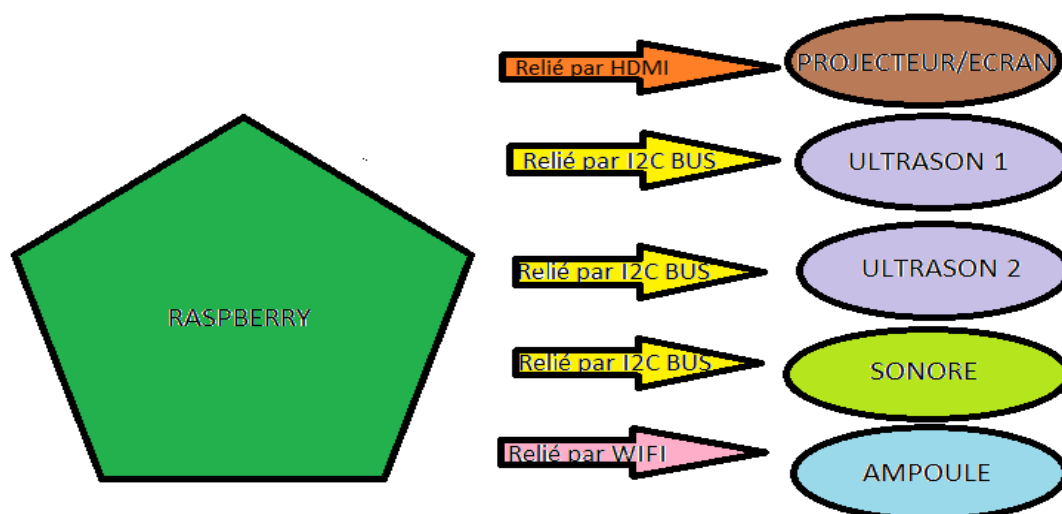 Relié par HDMI
PROJECTEUR/ECRAN
Relié par I2C BUS
ULTRASON 1
Relié par I2C BUS
ULTRASON 2
RASPBERRY
Relié par I2C BUS
SONORE
Relié par WIFI
AMPOULE